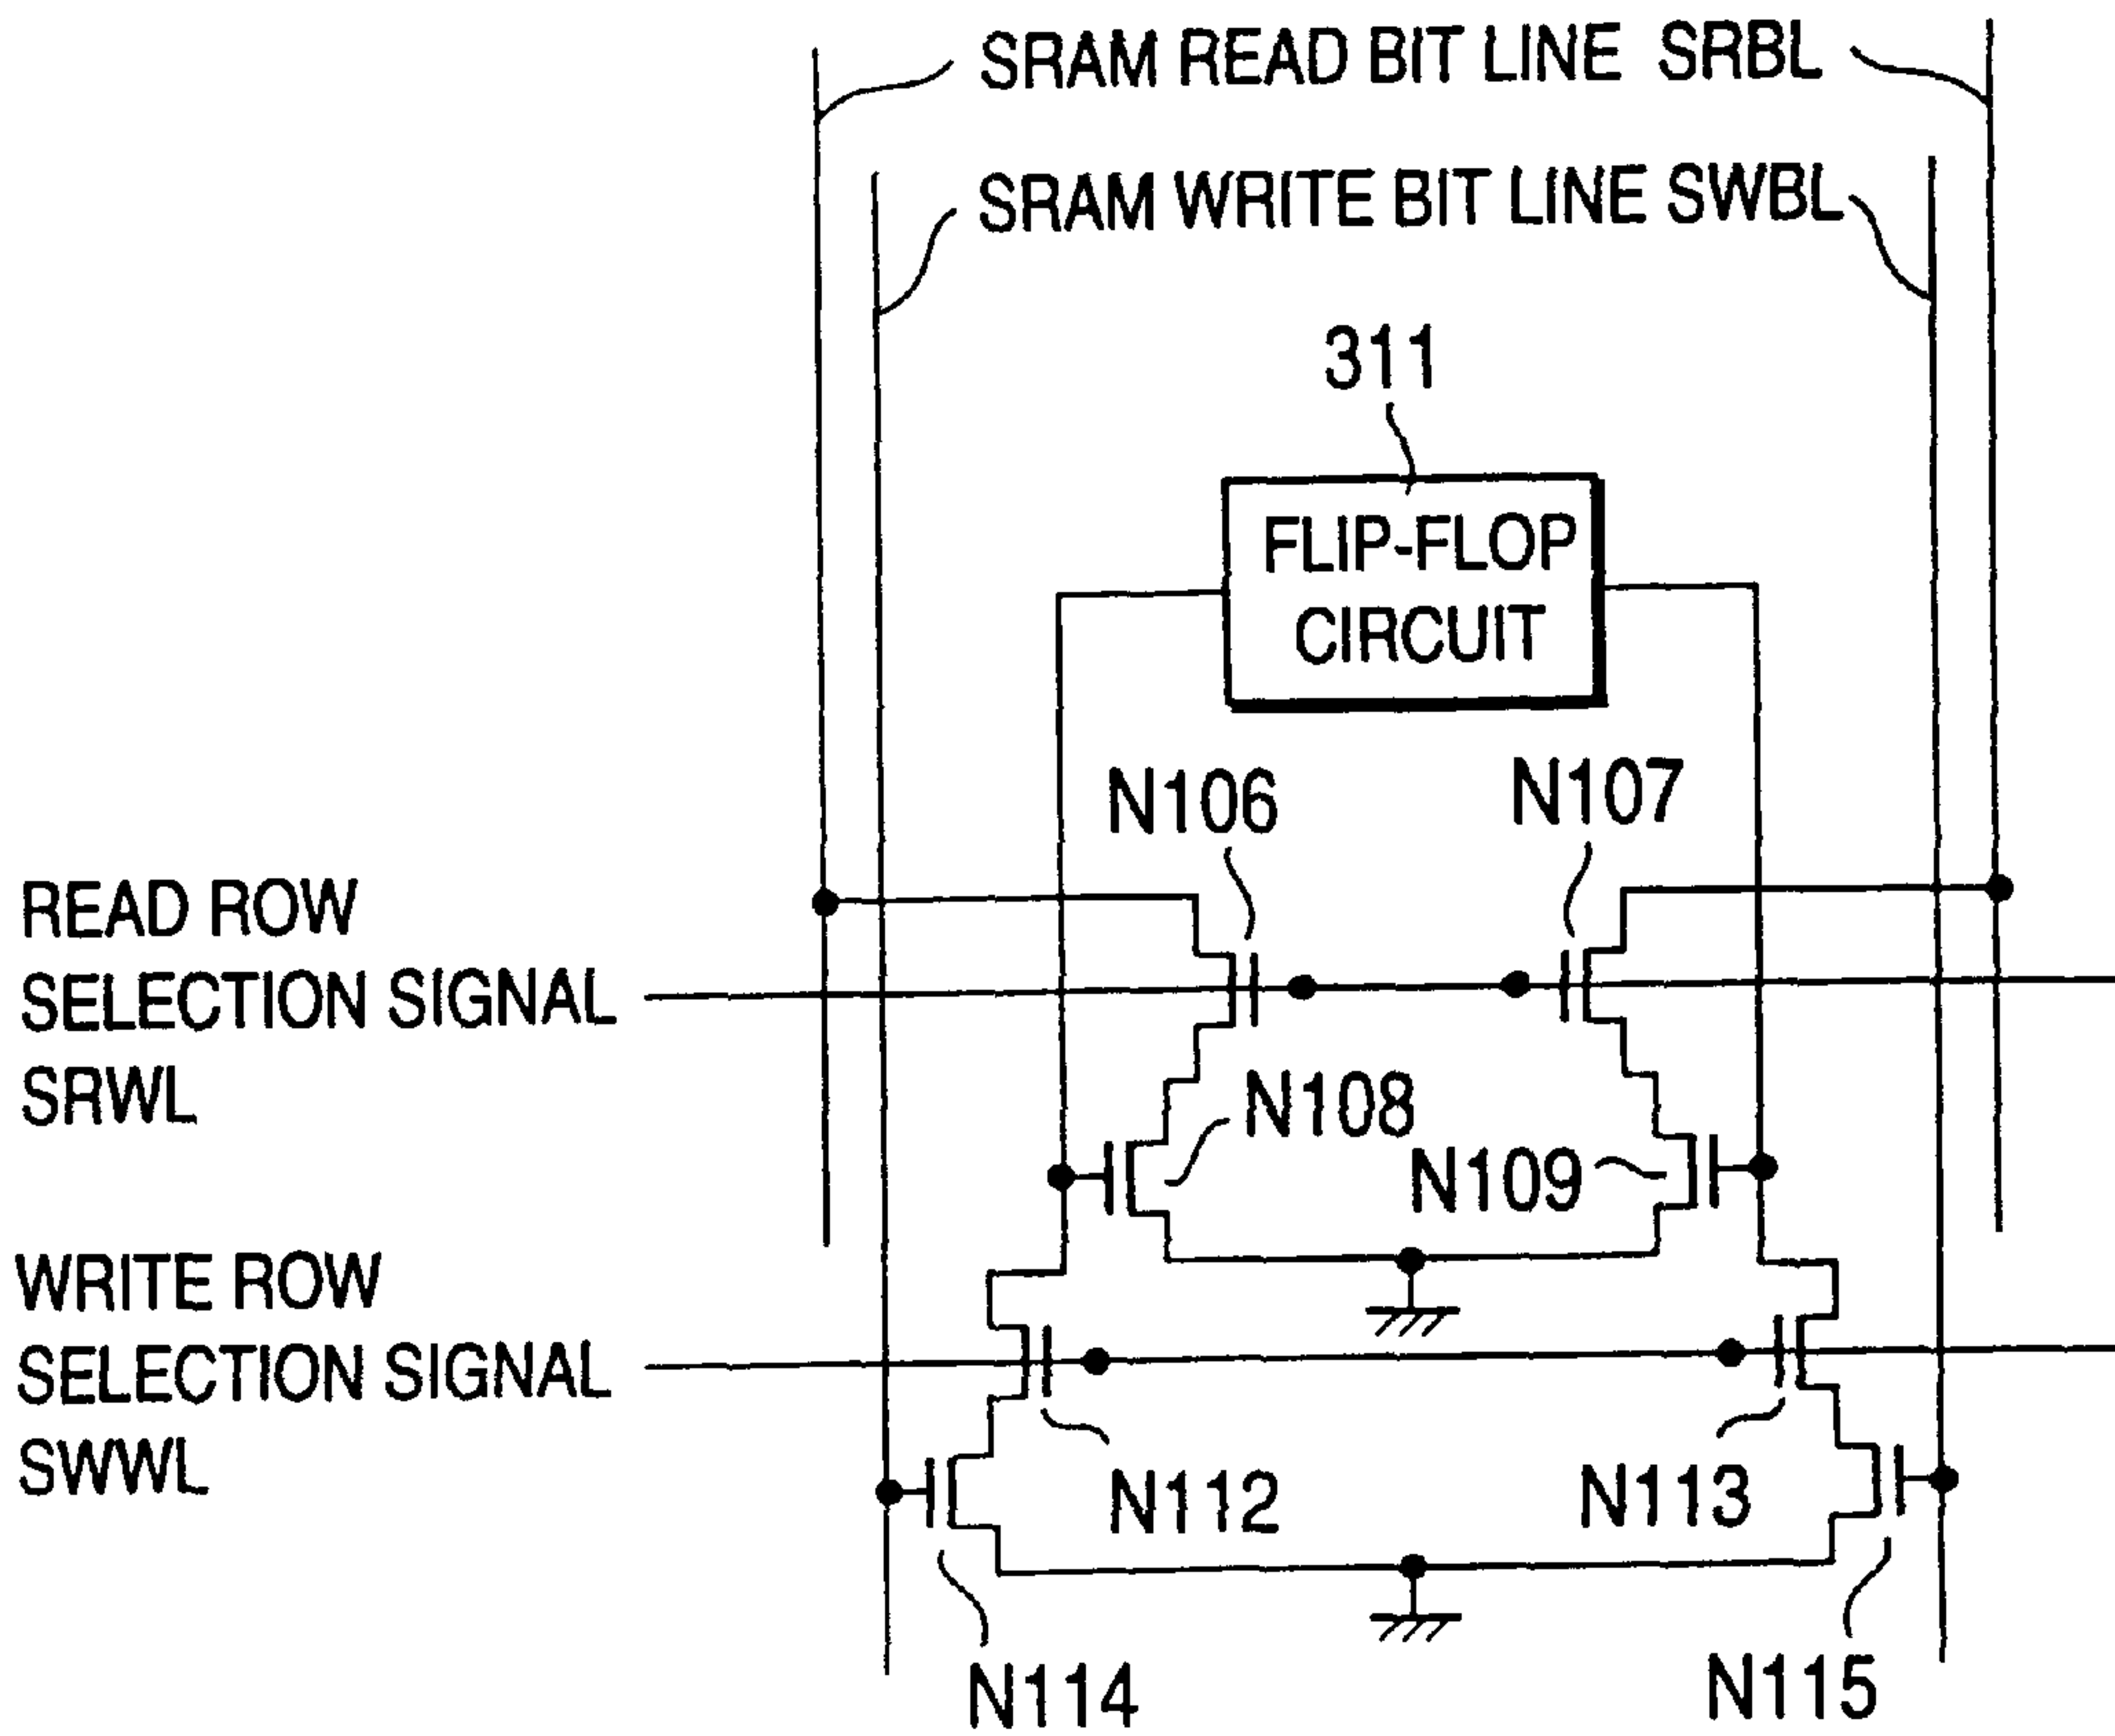 SRAM READ BIT LINE SRBL
SRAM WRITE BIT LINE SWBL
311
FLIP-FLOP
CIRCUIT
N106
N107
READ ROW
SELECTION SIGNAL
SRWL
N108
N109
WRITE ROW
SELECTION SIGNAL
SWWL
N112
N113
N114
N115